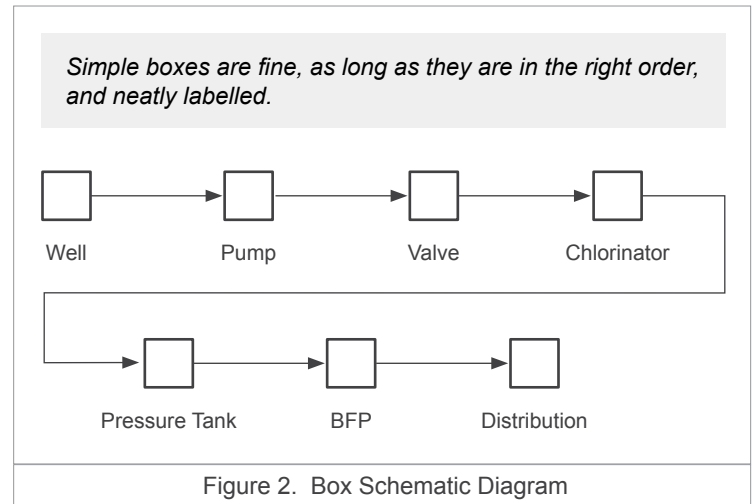 Simple boxes are fine, as long as they are in the right order,
and neatly labelled.
Well Pump Valve Chlorinator
Pressure Tank BFP Distribution
Figure 2. Box Schematic Diagram